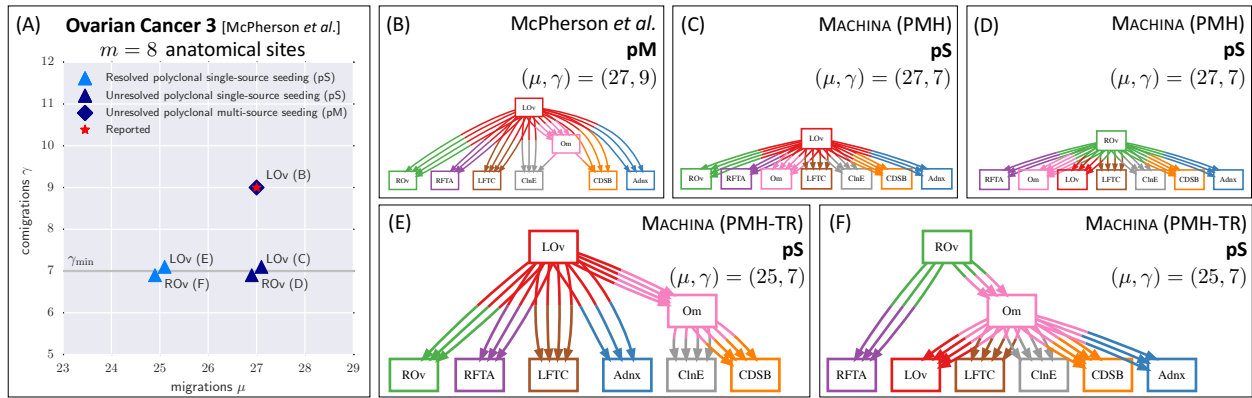 (A) Ovarian Cancer 3 [McPherson et al.]
m = 8 anatomical sites
12
11
10
9
8
7
6
5
23 24 25 26 27 28 29
comigrations γ
migrations μ
γmin
Resolved polyclonal single-source seeding (pS)
Unresolved polyclonal single-source seeding (pS)
Unresolved polyclonal multi-source seeding (pM)
Reported
LOv (B)
LOv (E)
ROv (F)
LOv (C)
ROv (D)
(B) McPherson et al.
pM
(μ, γ) = (27, 9)
LOv
Om
ROv RFTA LFTC ClnE CDSB Adnx
(C) MACHINA (PMH)
pS
(μ, γ) = (27, 7)
LOv
ROv RFTA Om LFTC ClnE CDSB Adnx
(D) MACHINA (PMH)
pS
(μ, γ) = (27, 7)
ROv
RFTA Om LOv LFTC ClnE CDSB Adnx
(E) MACHINA (PMH-TR)
pS
(μ, γ) = (25, 7)
LOv
Om
ROv RFTA LFTC Adnx ClnE CDSB
(F) MACHINA (PMH-TR)
pS
(μ, γ) = (25, 7)
ROv
Om
RFTA LOv LFTC ClnE CDSB Adnx